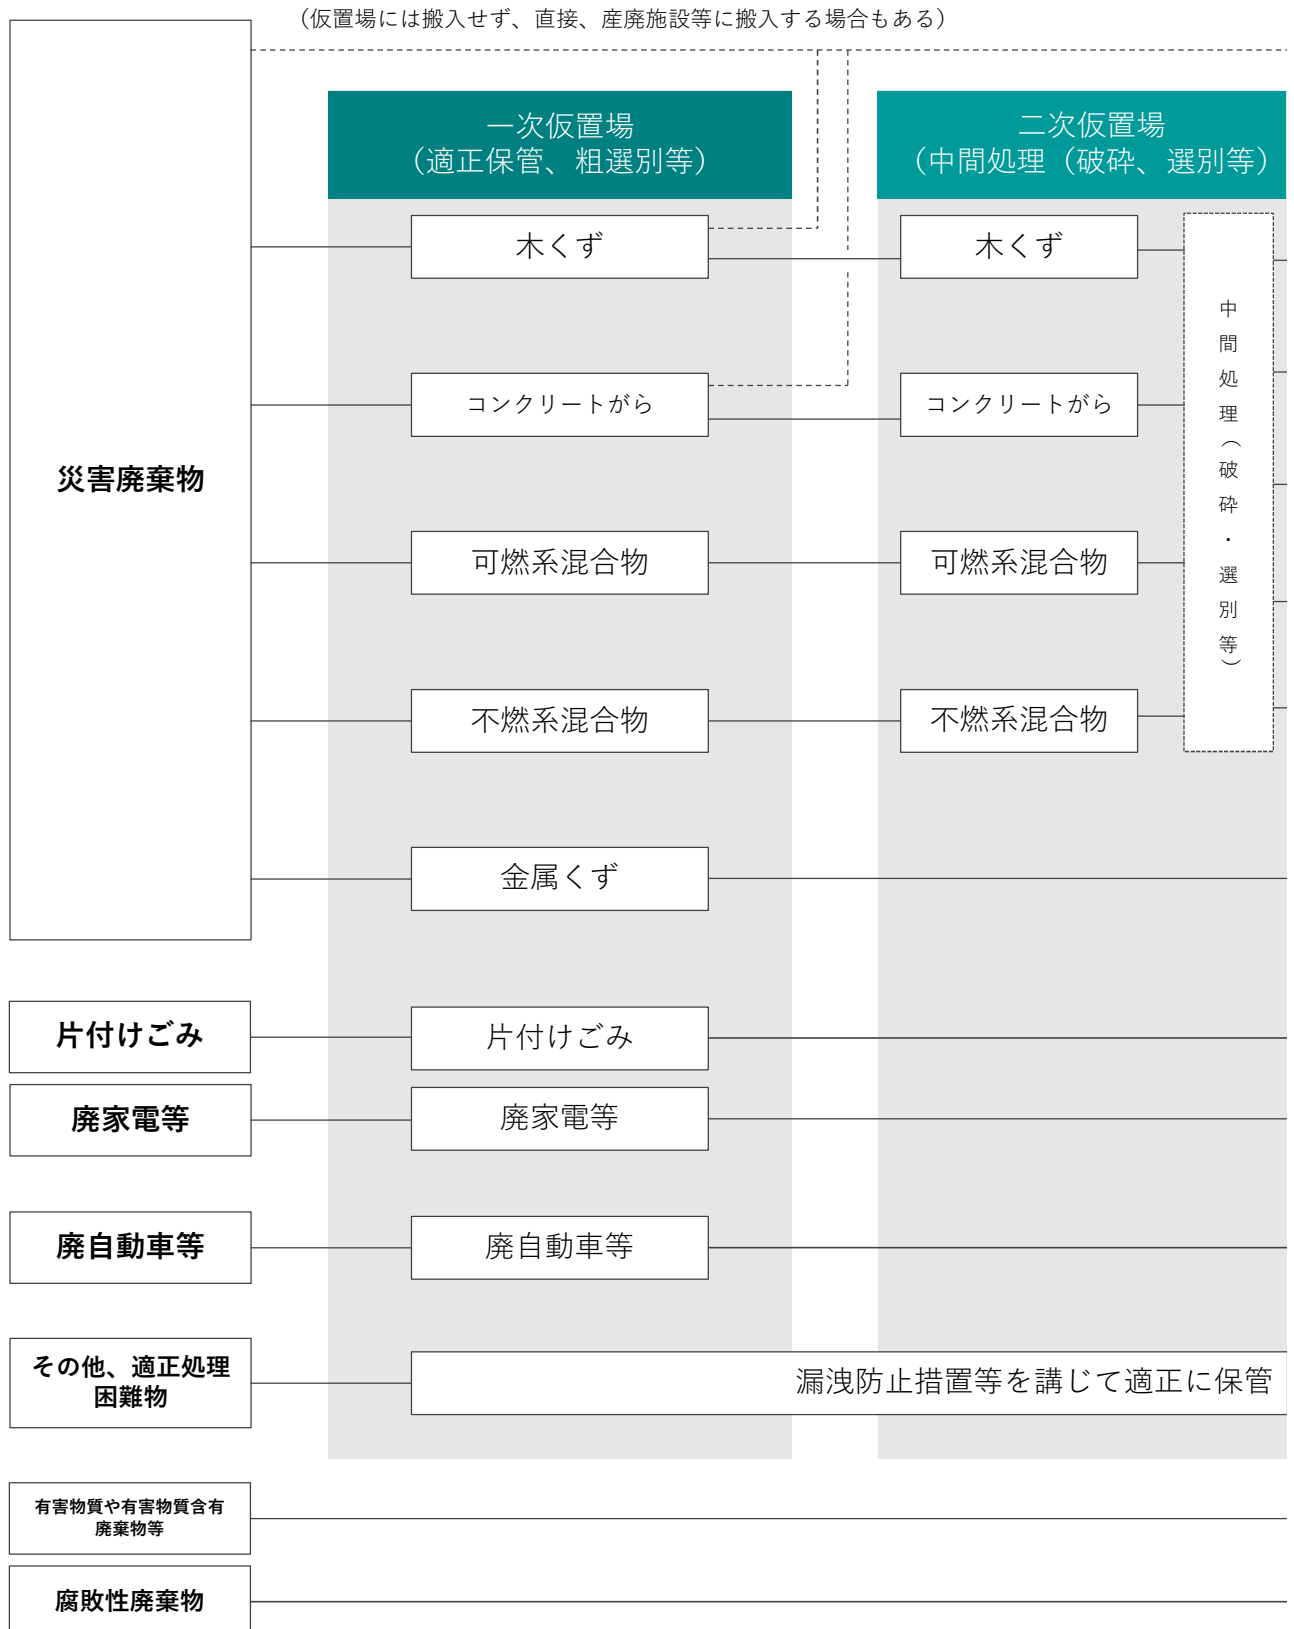 （仮置場には搬入せず、直接、産廃施設等に搬入する場合もある）
一次仮置場
（適正保管、粗選別等）
二次仮置場
（中間処理（破砕、選別等）
災害廃棄物
木くず
木くず
コンクリートがら
コンクリートがら
可燃系混合物
可燃系混合物
不燃系混合物
不燃系混合物
中間処理（破砕・選別等）
金属くず
片付けごみ
片付けごみ
廃家電等
廃家電等
廃自動車等
廃自動車等
その他、適正処理
困難物
漏洩防止措置等を講じて適正に保管
有害物質や有害物質含有
廃棄物等
腐敗性廃棄物